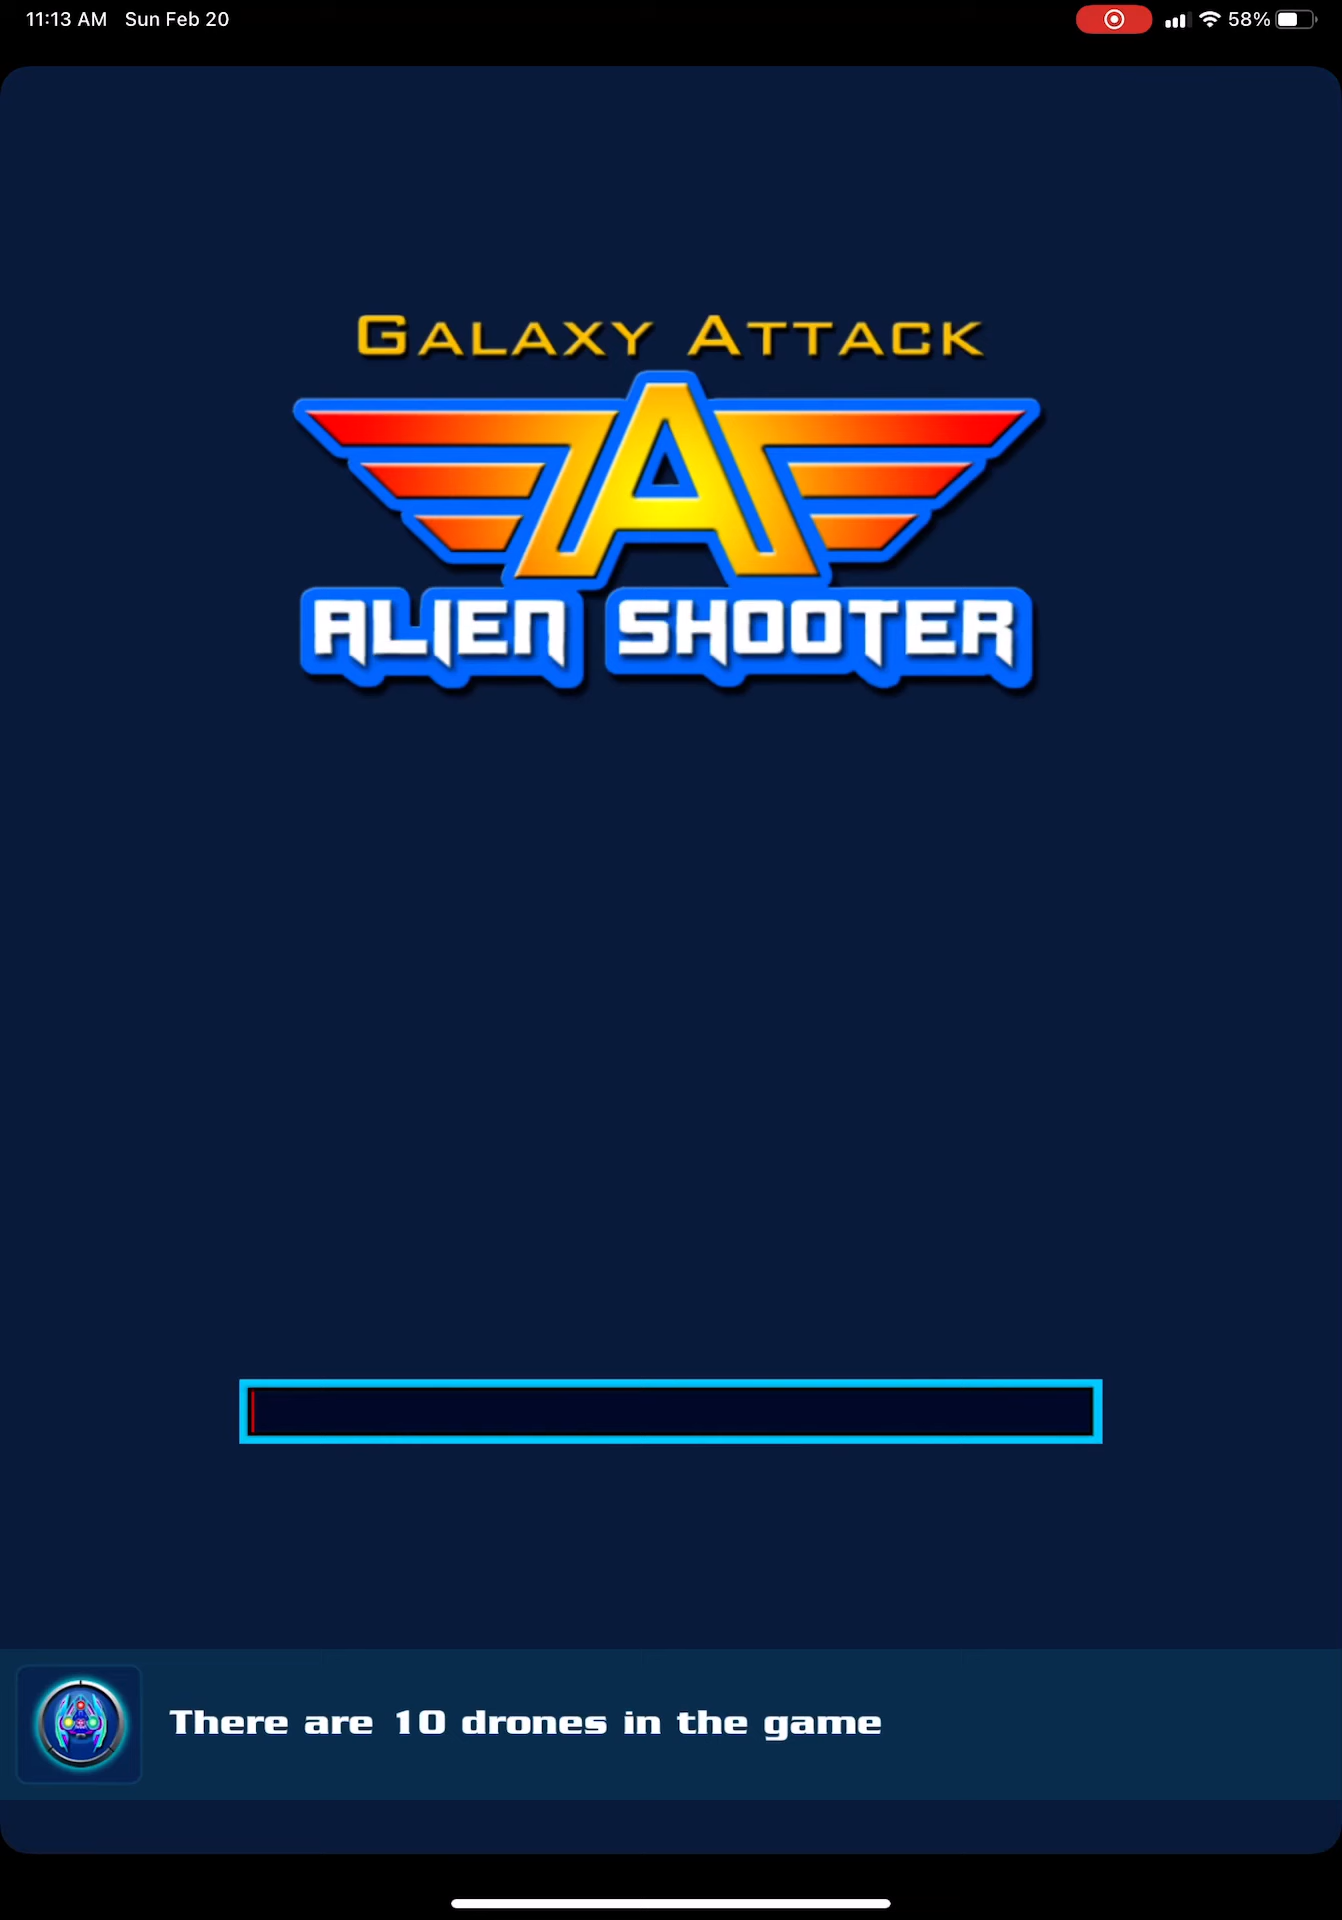 11:13 AM Sun Feb 20
58%
GALAXY ATTACK
A
ALIEN SHOOTER
There are 10 drones in the game